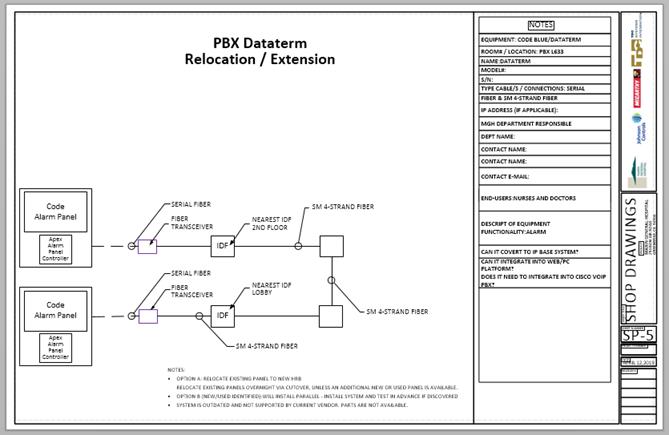 PBX Dataterm
Relocation / Extension
Code
Alarm Panel
Apex
Alarm
Panel
Controller
SERIAL FIBER
FIBER
TRANSCEIVER
IDF
NEAREST IDF
2ND FLOOR
SM 4-STRAND FIBER
Code
Alarm Panel
Apex
Alarm
Panel
Controller
SERIAL FIBER
FIBER
TRANSCEIVER
IDF
NEAREST IDF
LOBBY
SM 4-STRAND FIBER
SM 4-STRAND FIBER
NOTES:
• OPTION A: RELOCATE EXISTING PANEL TO NEW HRB
RELOCATE EXISTING PANELS OVERNIGHT VIA CUTOVER, UNLESS AN ADDITIONAL NEW OR USED PANEL IS AVAILABLE.
• OPTION B (NEW/USED IDENTIFIED) WILL INSTALL PARALLEL - INSTALL SYSTEM AND TEST IN ADVANCE IF DISCOVERED
• SYSTEM IS OUTDATED AND NOT SUPPORTED BY CURRENT VENDOR. PARTS ARE NOT AVAILABLE.
NOTES
EQUIPMENT: CODE BLUE/DATATERM
ROOM# / LOCATION: PBX L633
NAME:DATATERM
MODEL#:
S/N:
TYPE CABLE/S / CONNECTIONS: SERIAL
FIBER & SM 4-STRAND FIBER
IP ADDRESS (IF APPLICABLE):
MGH DEPARTMENT RESPONSIBLE
DEPT NAME:
CONTACT NAME:
CONTACT NAME:
CONTACT E-MAIL:
END-USERS:NURSES AND DOCTORS
DESCRIPT OF EQUIPMENT
FUNCTIONALITY:ALARM
CAN IT COVERT TO IP BASE SYSTEM?
CAN IT INTEGRATE INTO WEB/PC
PLATFORM?
DOES IT NEED TO INTEGRATE INTO CISCO VOIP
PBX?
McCARTHY
Johnson
Controls
SHOP DRAWINGS
SP-5